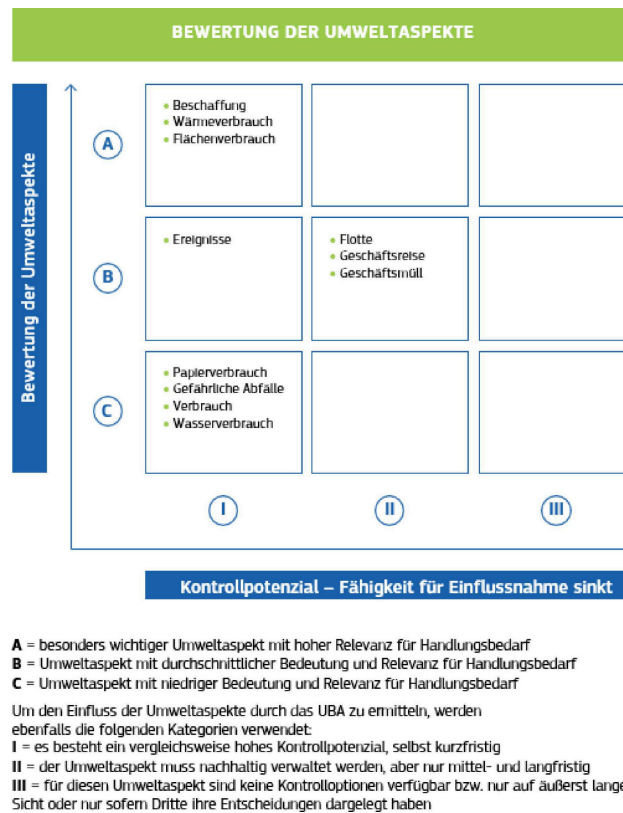 BEWERTUNG DER UMWELTASPEKTE
Bewertung der Umweltaspekte
A
• Beschaffung
• Wärmeverbrauch
• Flächenverbrauch
B
• Ereignisse
• Flotte
• Geschäftsreise
• Geschäftsmüll
C
• Papierverbrauch
• Gefährliche Abfälle
• Verbrauch
• Wasserverbrauch
I
II
III
Kontrollpotenzial – Fähigkeit für Einflussnahme sinkt
A = besonders wichtiger Umweltaspekt mit hoher Relevanz für Handlungsbedarf
B = Umweltaspekt mit durchschnittlicher Bedeutung und Relevanz für Handlungsbedarf
C = Umweltaspekt mit niedriger Bedeutung und Relevanz für Handlungsbedarf
Um den Einfluss der Umweltaspekte durch das UBA zu ermitteln, werden
ebenfalls die folgenden Kategorien verwendet:
I = es besteht ein vergleichsweise hohes Kontrollpotenzial, selbst kurzfristig
II = der Umweltaspekt muss nachhaltig verwaltet werden, aber nur mittel- und langfristig
III = für diesen Umweltaspekt sind keine Kontrolloptionen verfügbar bzw. nur auf äußerst lange
Sicht oder nur sofern Dritte ihre Entscheidungen dargelegt haben